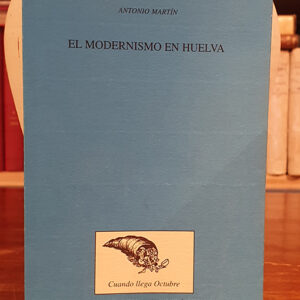 ANTONIO MARTÍN
EL MODERNISMO EN HUELVA
Cuando llega Octubre